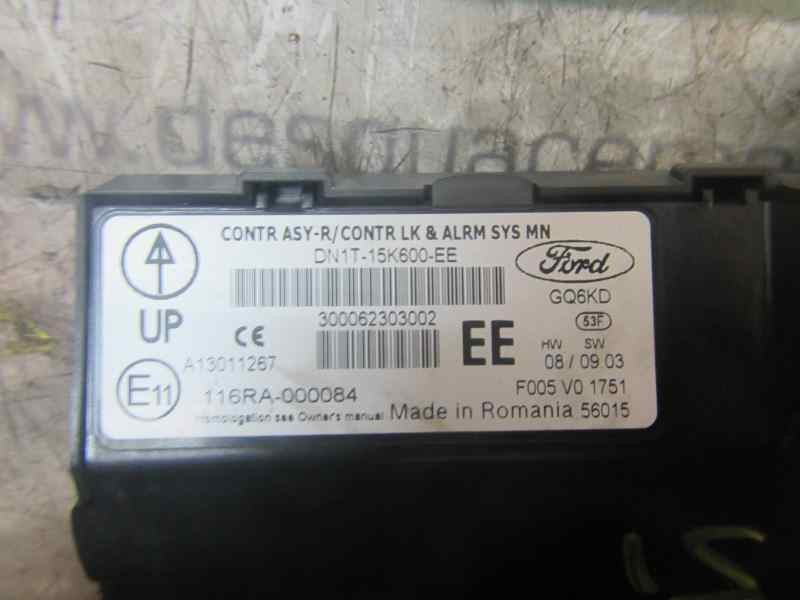 CONTR ASY-R/CONTR LK & ALRM SYS MN
DN1T-15K600-EE
Ford
GQ6KD
UP
CE
300062303002
EE
53F
HW SW
08 / 09.03
A13011267
E11
116RA-000084
F005 V0 1751
Homologation see Owner's manual Made in Romania 56015